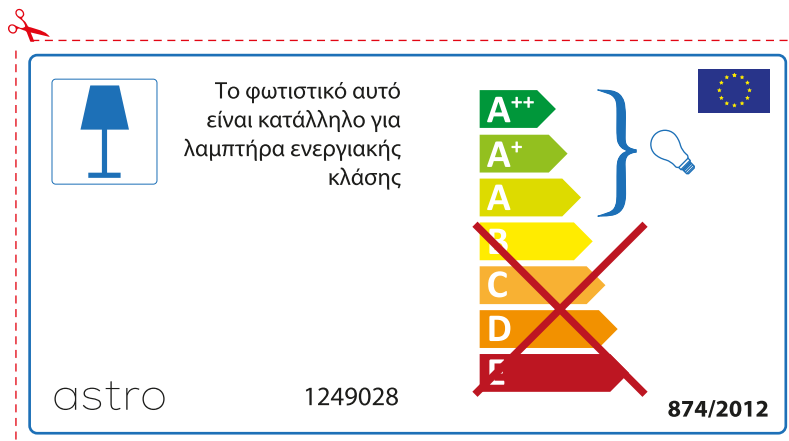 Το φωτιστικό αυτό
είναι κατάλληλο για
λαμπτήρα ενεργιακής
κλάσης
A++
A+
A
B
C
D
E
astro
1249028
874/2012